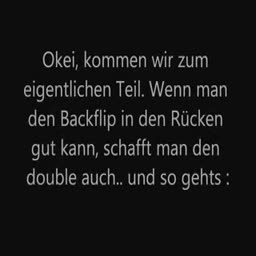 Okei, kommen wir zum
eigentlichen Teil. Wenn man
den Backflip in den Rücken
gut kann, schafft man den
double auch.. und so gehts :